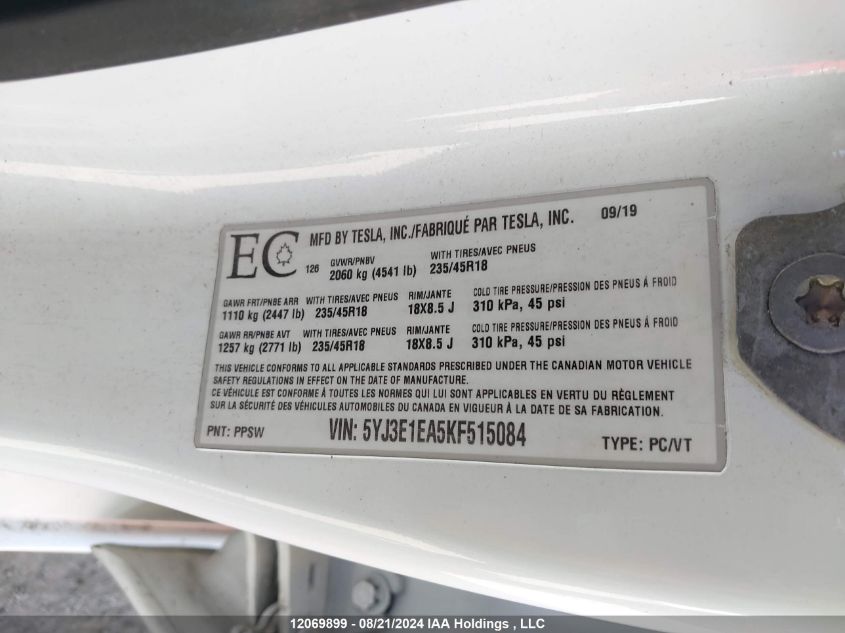 EC
MFD BY TESLA, INC./FABRIQUÉ PAR TESLA, INC. 09/19
126 GVWR/PNBV WITH TIRES/AVEC PNEUS
2060 kg (4541 lb) 235/45R18
GAWR FRT/PNBE ARR WITH TIRES/AVEC PNEUS RIM/JANTE COLD TIRE PRESSURE/PRESSION DES PNEUS À FROID
1110 kg (2447 lb) 235/45R18 18X8.5 J 310 kPa, 45 psi
GAWR RR/PNBE AVT WITH TIRES/AVEC PNEUS RIM/JANTE COLD TIRE PRESSURE/PRESSION DES PNEUS À FROID
1257 kg (2771 lb) 235/45R18 18X8.5 J 310 kPa, 45 psi
THIS VEHICLE CONFORMS TO ALL APPLICABLE STANDARDS PRESCRIBED UNDER THE CANADIAN MOTOR VEHICLE
SAFETY REGULATIONS IN EFFECT ON THE DATE OF MANUFACTURE.
CE VÉHICULE EST CONFORME À TOUTES LES NORMES QUI LUI SONT APPLICABLES EN VERTU DU RÈGLEMENT
SUR LA SÉCURITÉ DES VÉHICULES AUTOMOBILES DU CANADA EN VIGUEUR À LA DATE DE SA FABRICATION.
PNT: PPSW VIN: 5YJ3E1EA5KF515084 TYPE: PC/VT
12069899 - 08/21/2024 IAA Holdings , LLC